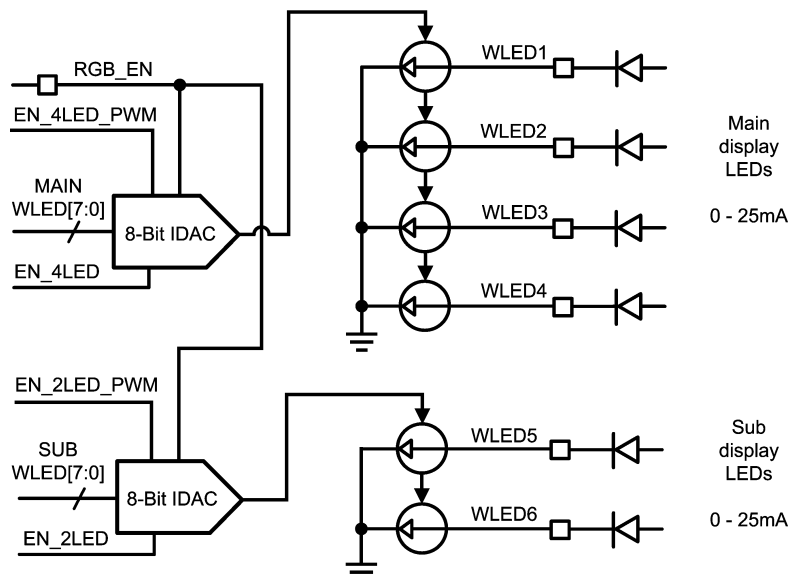 RGB_EN
EN_4LED_PWM
MAIN
WLED[7:0]
8-Bit IDAC
EN_4LED
WLED1
WLED2
WLED3
WLED4
Main
display
LEDs
0 - 25mA
EN_2LED_PWM
SUB
WLED[7:0]
8-Bit IDAC
EN_2LED
WLED5
WLED6
Sub
display
LEDs
0 - 25mA